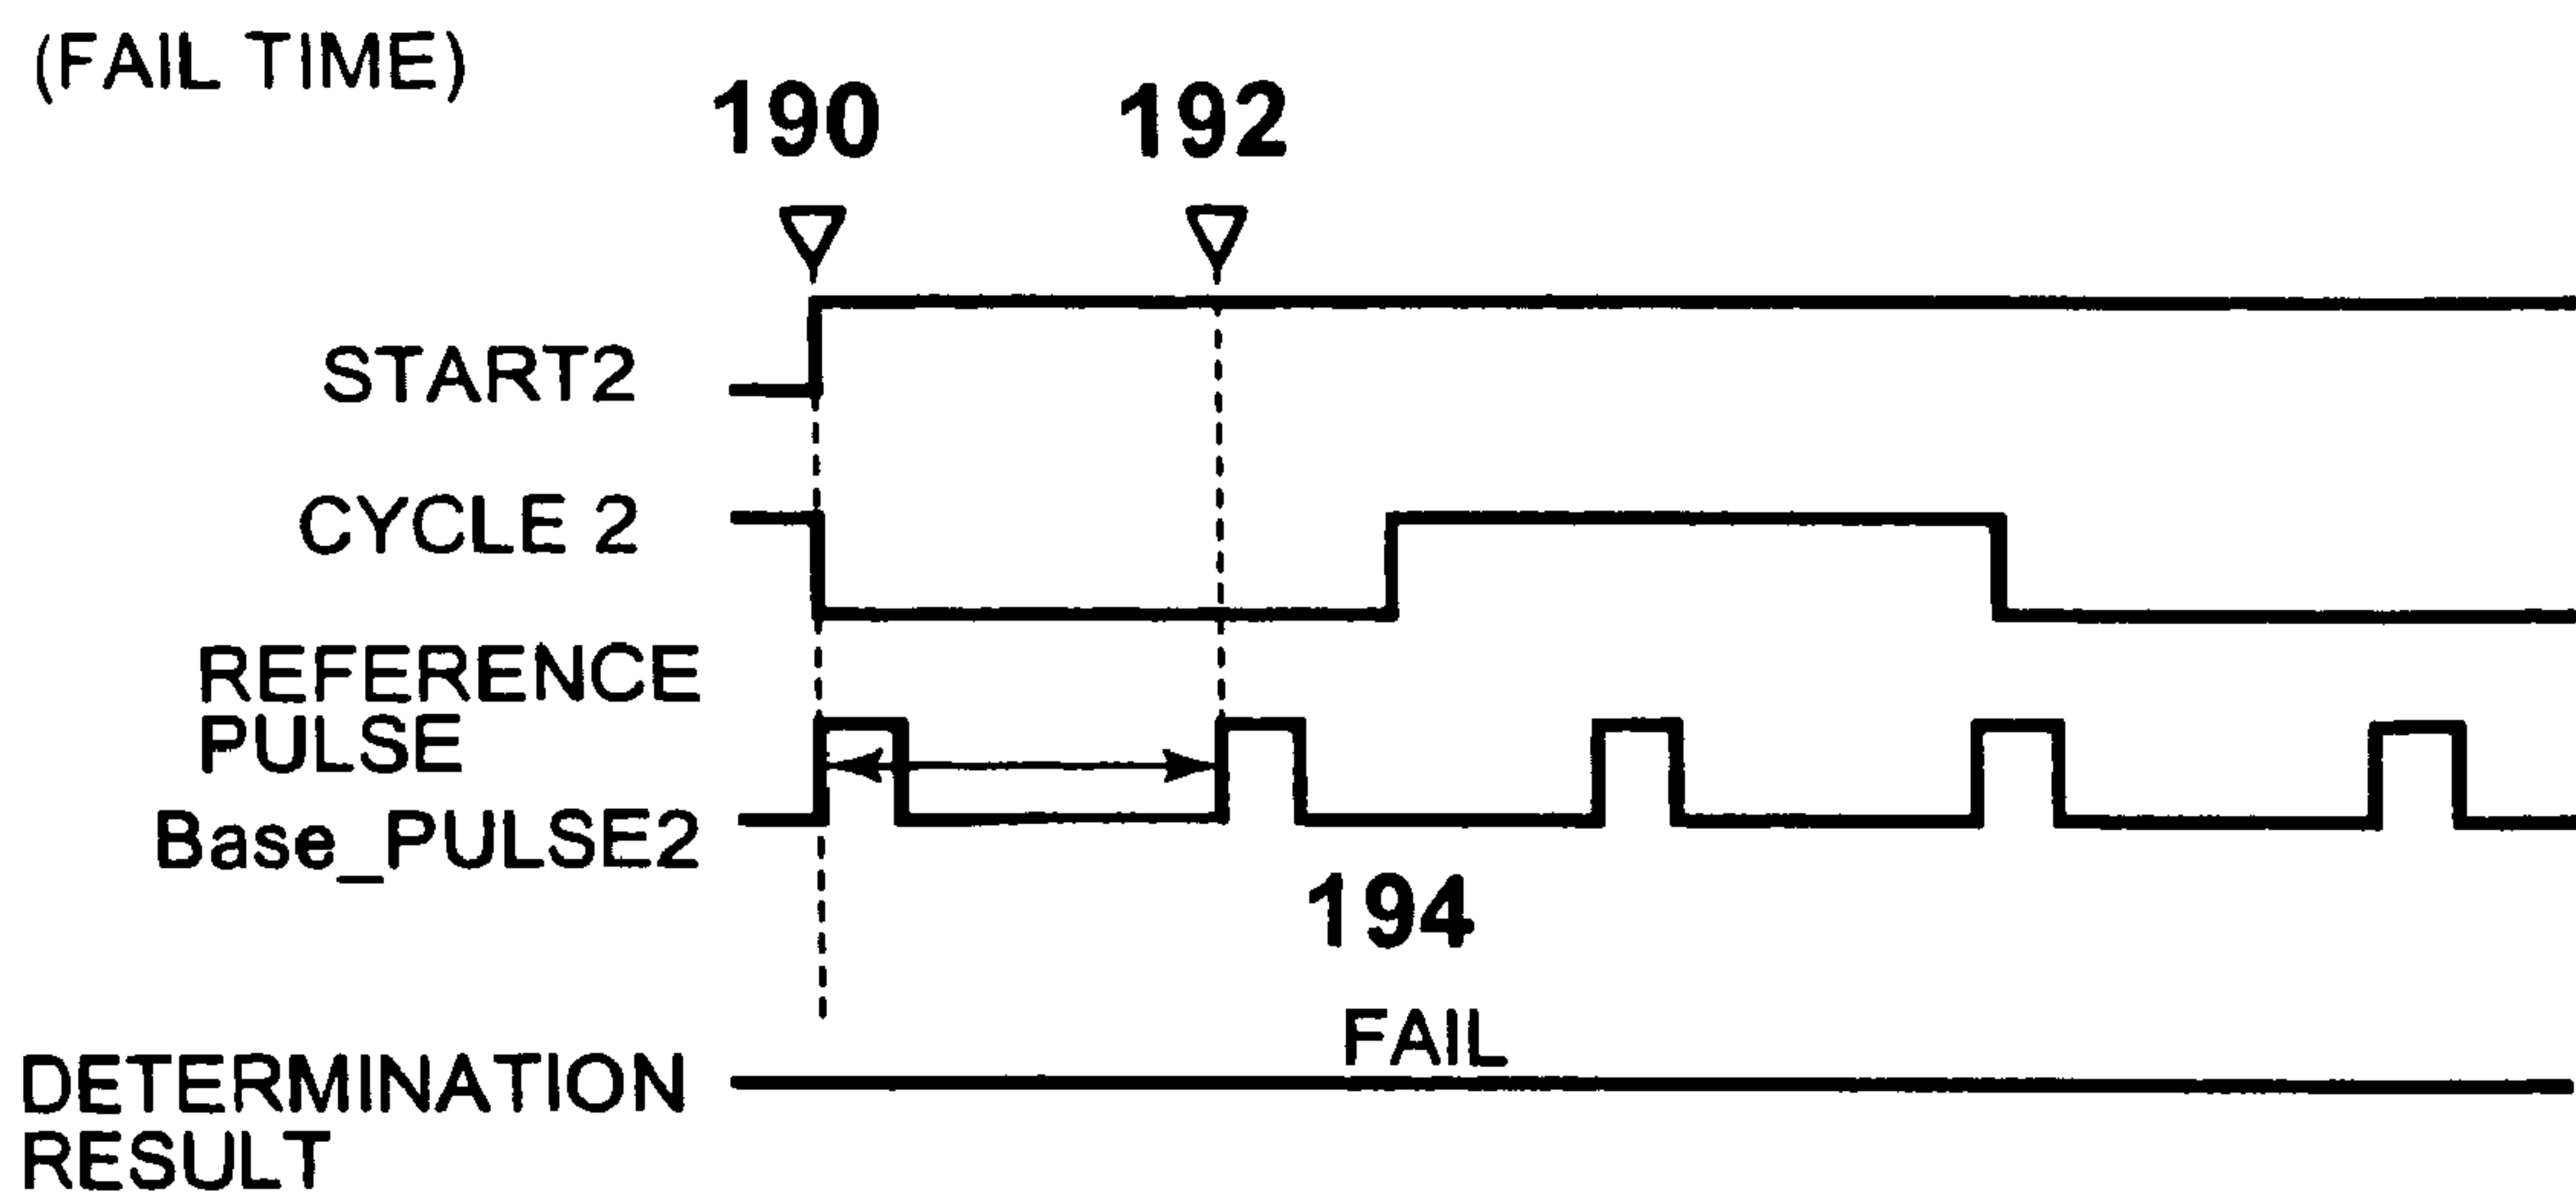 (FAIL TIME)
190 192
START2
CYCLE 2
REFERENCE
PULSE
Base_PULSE2
194
FAIL
DETERMINATION
RESULT